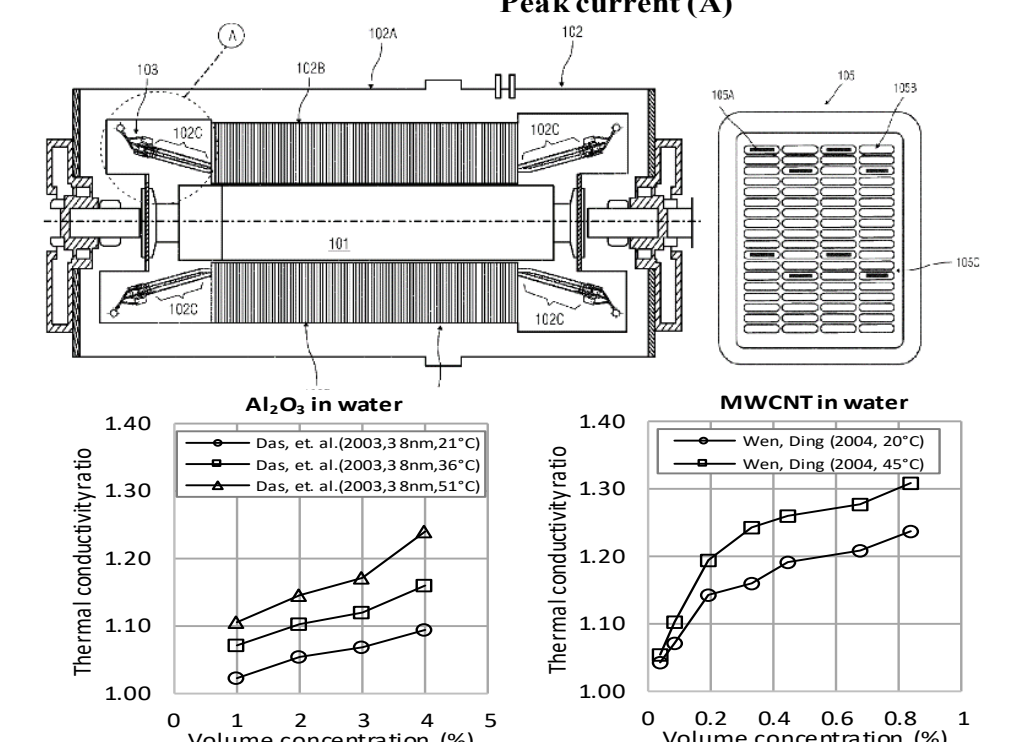 Peak current (A)
A
102A
102
103
102B
102C
102C
101
102C
102C
106
105A
105B
105C
Al₂O₃ in water
1.40
1.30
1.20
1.10
1.00
Das, et. al.(2003,38nm,21°C)
Das, et. al.(2003,38nm,36°C)
Das, et. al.(2003,38nm,51°C)
Thermal conductivity ratio
0 1 2 3 4 5
Volume concentration (%)
MWCNT in water
1.40
1.30
1.20
1.10
1.00
Wen, Ding (2004, 20°C)
Wen, Ding (2004, 45°C)
Thermal conductivity ratio
0 0.2 0.4 0.6 0.8 1
Volume concentration (%)